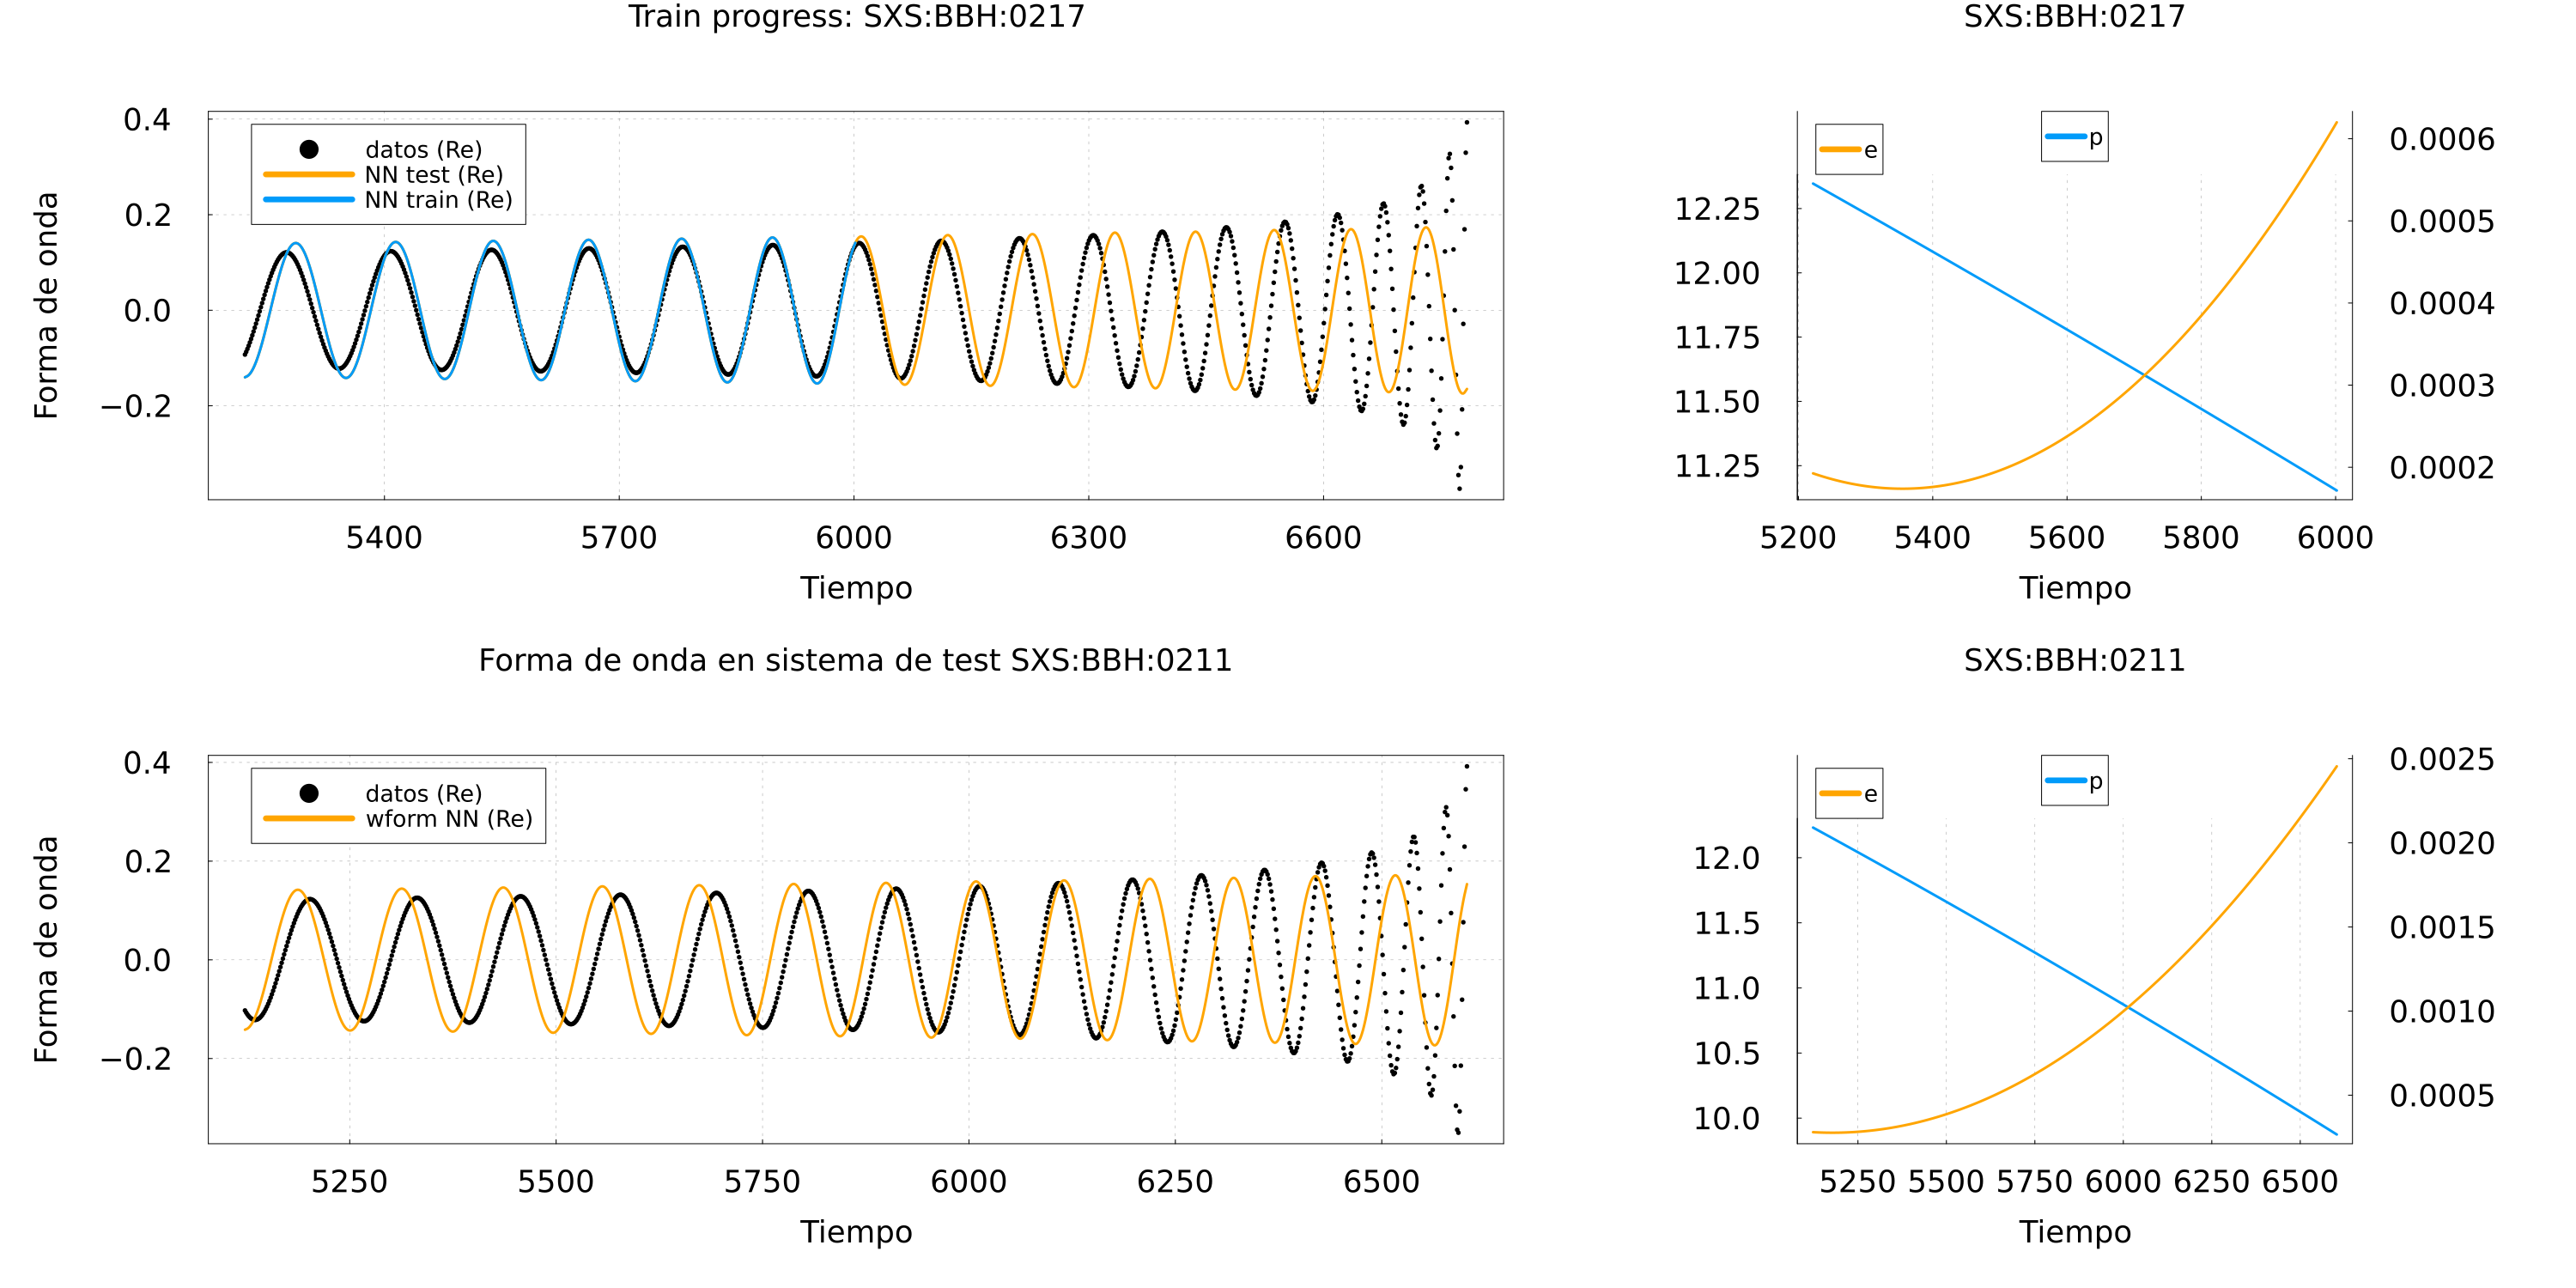 Train progress: SXS:BBH:0217
Forma de onda
0.4
0.2
0.0
−0.2
datos (Re)
NN test (Re)
NN train (Re)
5400 5700 6000 6300 6600
Tiempo
SXS:BBH:0217
e
p
12.25
12.00
11.75
11.50
11.25
0.0006
0.0005
0.0004
0.0003
0.0002
5200 5400 5600 5800 6000
Tiempo
Forma de onda en sistema de test SXS:BBH:0211
Forma de onda
0.4
0.2
0.0
−0.2
datos (Re)
wform NN (Re)
5250 5500 5750 6000 6250 6500
Tiempo
SXS:BBH:0211
e
p
12.0
11.5
11.0
10.5
10.0
0.0025
0.0020
0.0015
0.0010
0.0005
5250 5500 5750 6000 6250 6500
Tiempo